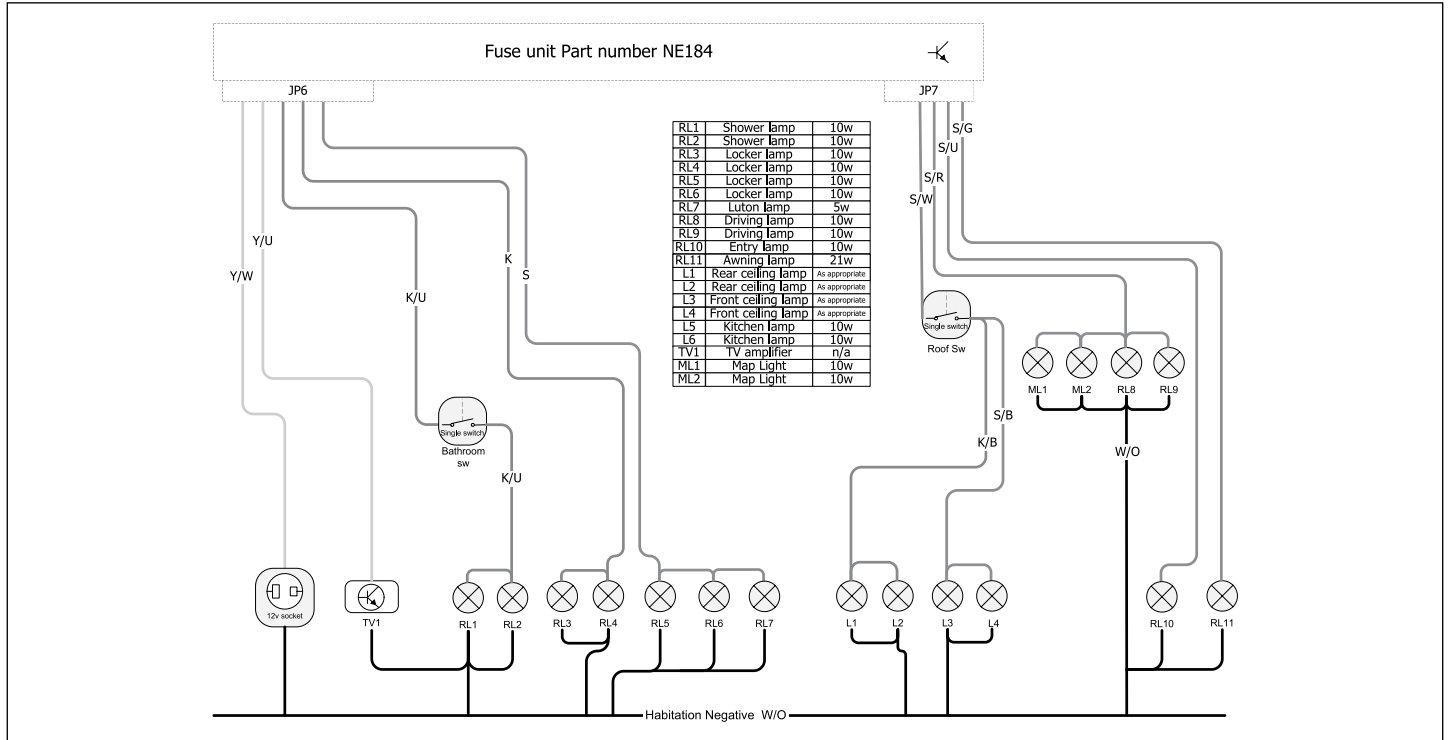 Fuse unit Part number NE184
JP6
JP7
S/G
S/U
S/R
S/W
RL1 Shower lamp 10w
RL2 Shower lamp 10w
RL3 Locker lamp 10w
RL4 Locker lamp 10w
RL5 Locker lamp 10w
RL6 Locker lamp 10w
RL7 Luton lamp 5w
RL8 Driving lamp 10w
RL9 Driving lamp 10w
RL10 Entry lamp 10w
RL11 Awning lamp 21w
L1 Rear ceiling lamp As appropriate
L2 Rear ceiling lamp As appropriate
L3 Front ceiling lamp As appropriate
L4 Front ceiling lamp As appropriate
L5 Kitchen lamp 10w
L6 Kitchen lamp 10w
TV1 TV amplifier n/a
ML1 Map Light 10w
ML2 Map Light 10w
Y/U
Y/W
K
S
K/U
Single switch
Roof Sw
ML1 ML2 RL8 RL9
Single switch
Bathroom
sw
K/U
S/B
K/B
W/O
12v socket
TV1 RL1 RL2 RL3 RL4 RL5 RL6 RL7 L1 L2 L3 L4 RL10 RL11
Habitation Negative W/O